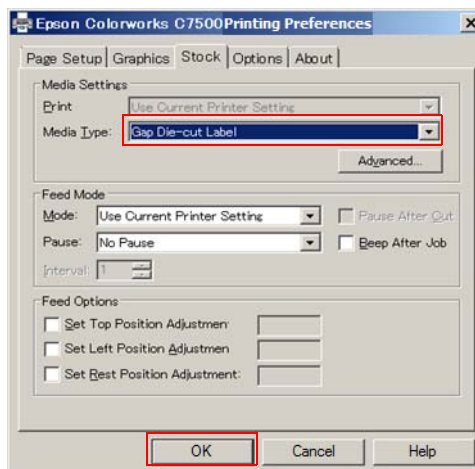 Epson Colorworks C7500Printing Preferences
Page Setup Graphics Stock Options About
Media Settings
Print Use Current Printer Setting
Media Type: Gap Die-cut Label
Advanced...
Feed Mode
Mode: Use Current Printer Setting Pause After Cut
Pause: No Pause Beep After Job
Interval: 1
Feed Options
Set Top Position Adjustmen
Set Left Position Adjustmen
Set Rest Position Adjustment:
OK Cancel Help